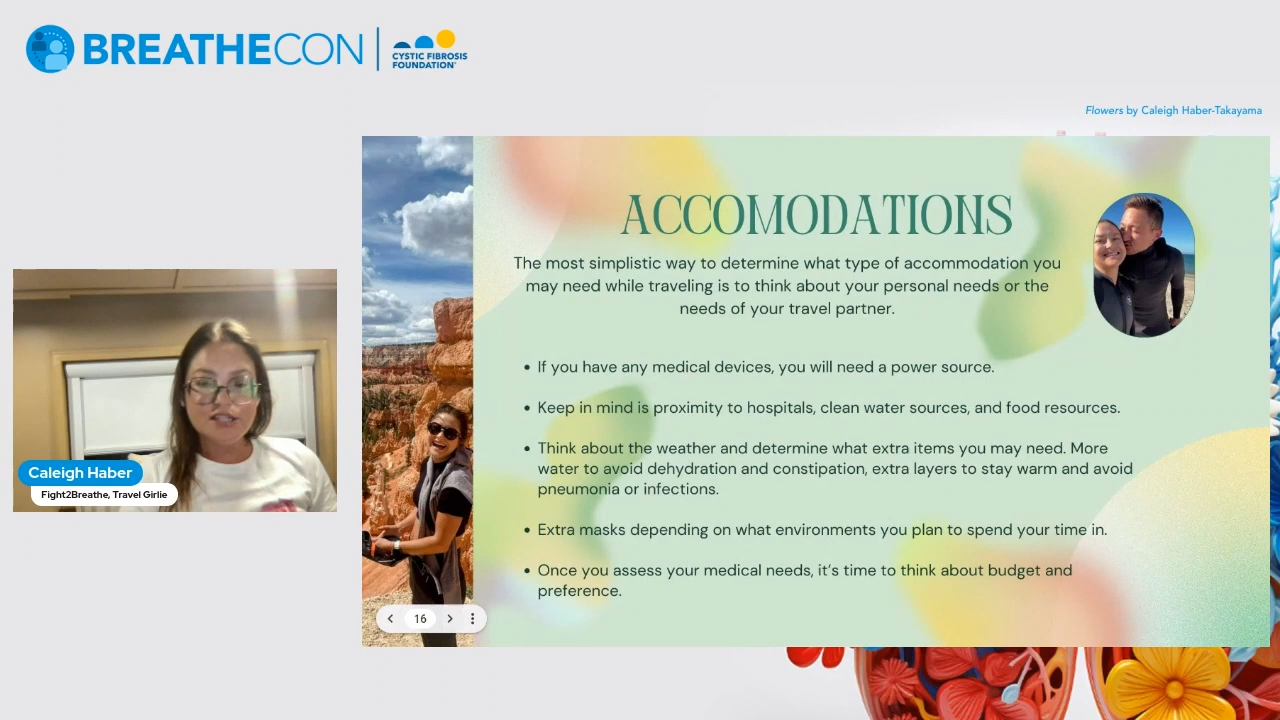 BREATHECON
CYSTIC FIBROSIS
FOUNDATION
Flowers by Caleigh Haber-Takayama
ACCOMODATIONS
The most simplistic way to determine what type of accommodation you
may need while traveling is to think about your personal needs or the
needs of your travel partner.
• If you have any medical devices, you will need a power source.
• Keep in mind is proximity to hospitals, clean water sources, and food resources.
• Think about the weather and determine what extra items you may need. More
water to avoid dehydration and constipation, extra layers to stay warm and avoid
pneumonia or infections.
• Extra masks depending on what environments you plan to spend your time in.
• Once you assess your medical needs, it's time to think about budget and
preference.
16
Caleigh Haber
Fight2Breathe, Travel Girlie